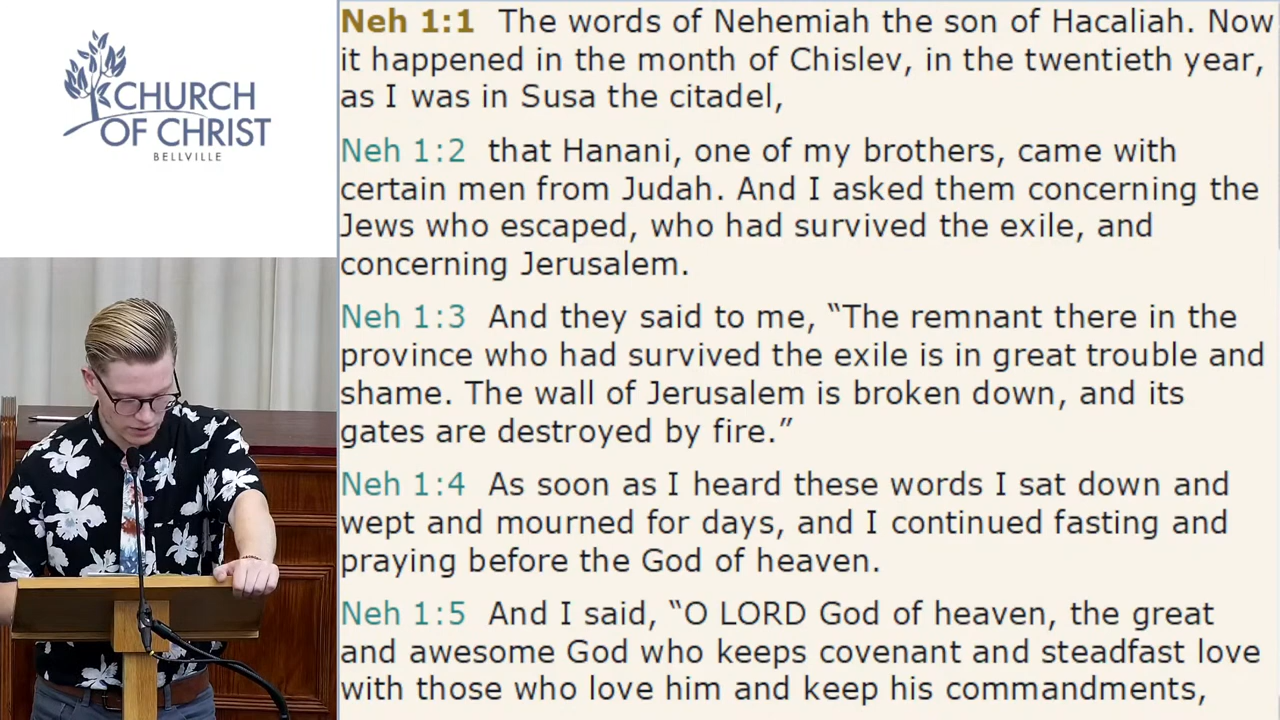 CHURCH
OF CHRIST
BELLVILLE
Neh 1:1 The words of Nehemiah the son of Hacaliah. Now
it happened in the month of Chislev, in the twentieth year,
as I was in Susa the citadel,
Neh 1:2 that Hanani, one of my brothers, came with
certain men from Judah. And I asked them concerning the
Jews who escaped, who had survived the exile, and
concerning Jerusalem.
Neh 1:3 And they said to me, “The remnant there in the
province who had survived the exile is in great trouble and
shame. The wall of Jerusalem is broken down, and its
gates are destroyed by fire.”
Neh 1:4 As soon as I heard these words I sat down and
wept and mourned for days, and I continued fasting and
praying before the God of heaven.
Neh 1:5 And I said, “O LORD God of heaven, the great
and awesome God who keeps covenant and steadfast love
with those who love him and keep his commandments,